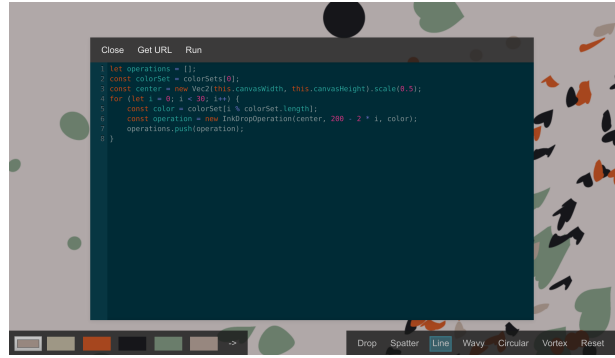 Close Get URL Run
1 let operations = [];
2 const colorSet = colorSets[0];
3 const center = new Vec2(this.canvasWidth, this.canvasHeight).scale(0.5);
4 for (let i = 0; i < 30; i++) {
5     const color = colorSet[i % colorSet.length];
6     const operation = new InkDropOperation(center, 200 - 2 * i, color);
7     operations.push(operation);
8 }
-> Drop Spatter Line Wavy Circular Vortex Reset